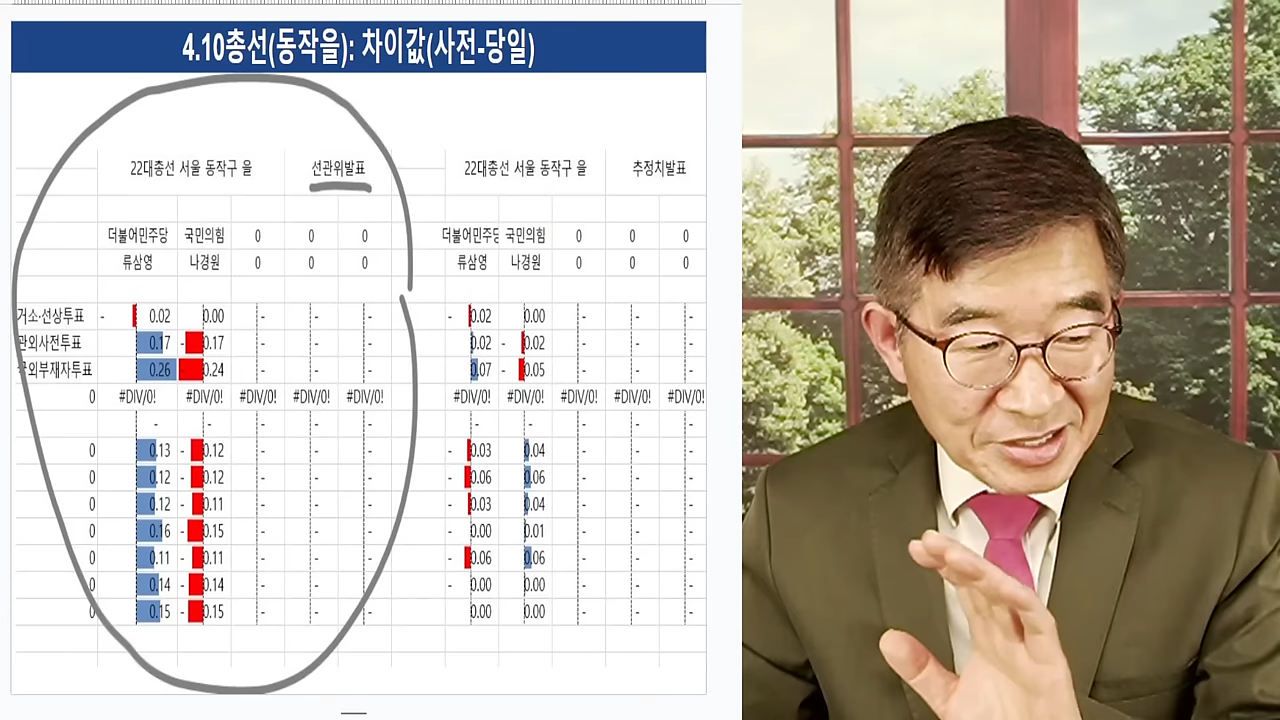 4.10총선(동작을): 차이값(사전-당일)
22대총선 서울 동작구 을 선관위발표 22대총선 서울 동작구 을 추정치발표
더불어민주당 국민의힘 0 0 0 더불어민주당 국민의힘 0 0 0
류삼영 나경원 0 0 0 류삼영 나경원 0 0 0
거소·선상투표 - 0.02 0.00 - - - - 0.02 0.00 - - -
관외사전투표 0.17 - 0.17 - - - 0.02 - 0.02 - - -
국외부재자투표 0.26 - 0.24 - - - 0.07 - 0.05 - - -
0 #DIV/0! #DIV/0! #DIV/0! #DIV/0! #DIV/0! #DIV/0! #DIV/0! #DIV/0! #DIV/0! #DIV/0!
- - - - - - - - - -
0 0.13 - 0.12 - - - - 0.03 0.04 - - -
0 0.12 - 0.12 - - - - 0.06 0.06 - - -
0 0.12 - 0.11 - - - - 0.03 0.04 - - -
0 0.16 - 0.15 - - - - 0.00 0.01 - - -
0 0.11 - 0.11 - - - - 0.06 0.06 - - -
0 0.14 - 0.14 - - - - 0.00 0.00 - - -
0 0.15 - 0.15 - - - 0.00 0.00 - - -